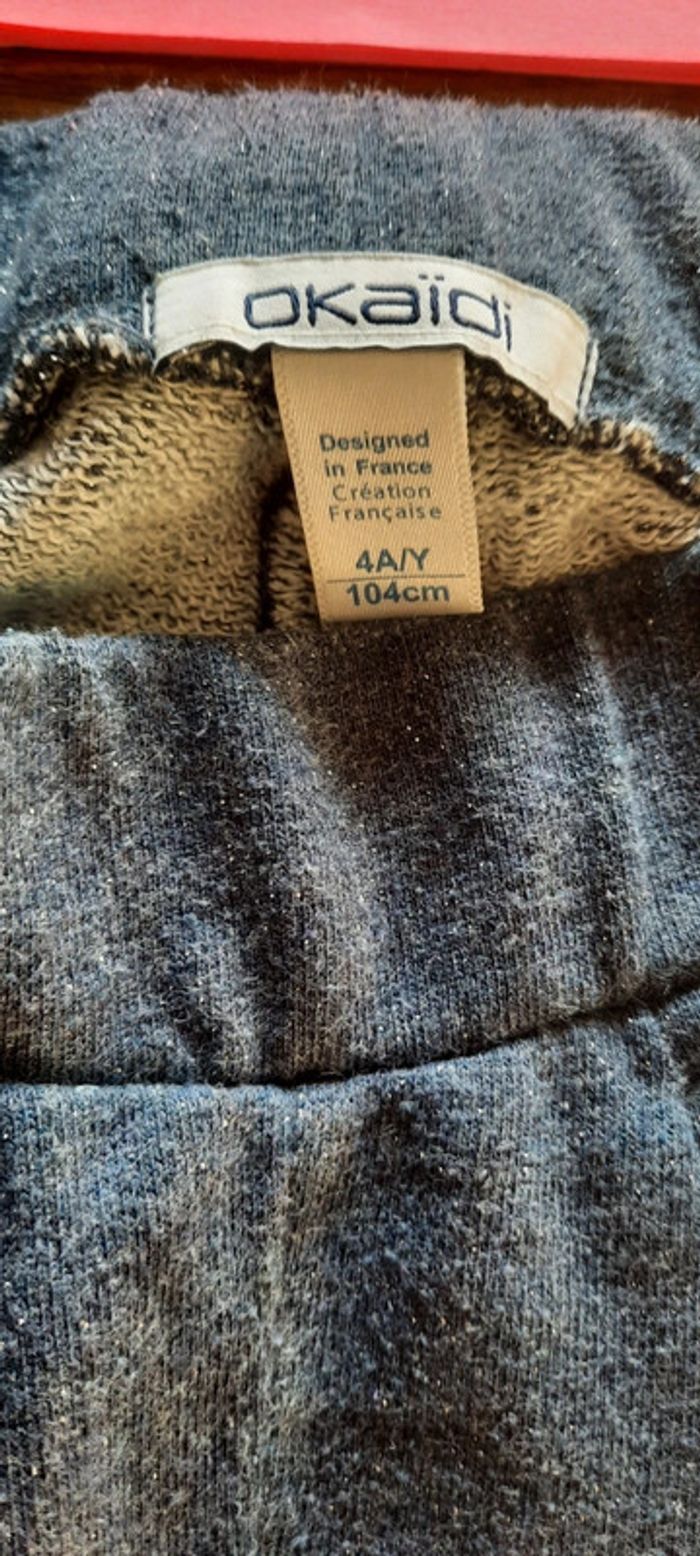 okaïdi
Designed
in France
Création
Française
4A/Y
104cm